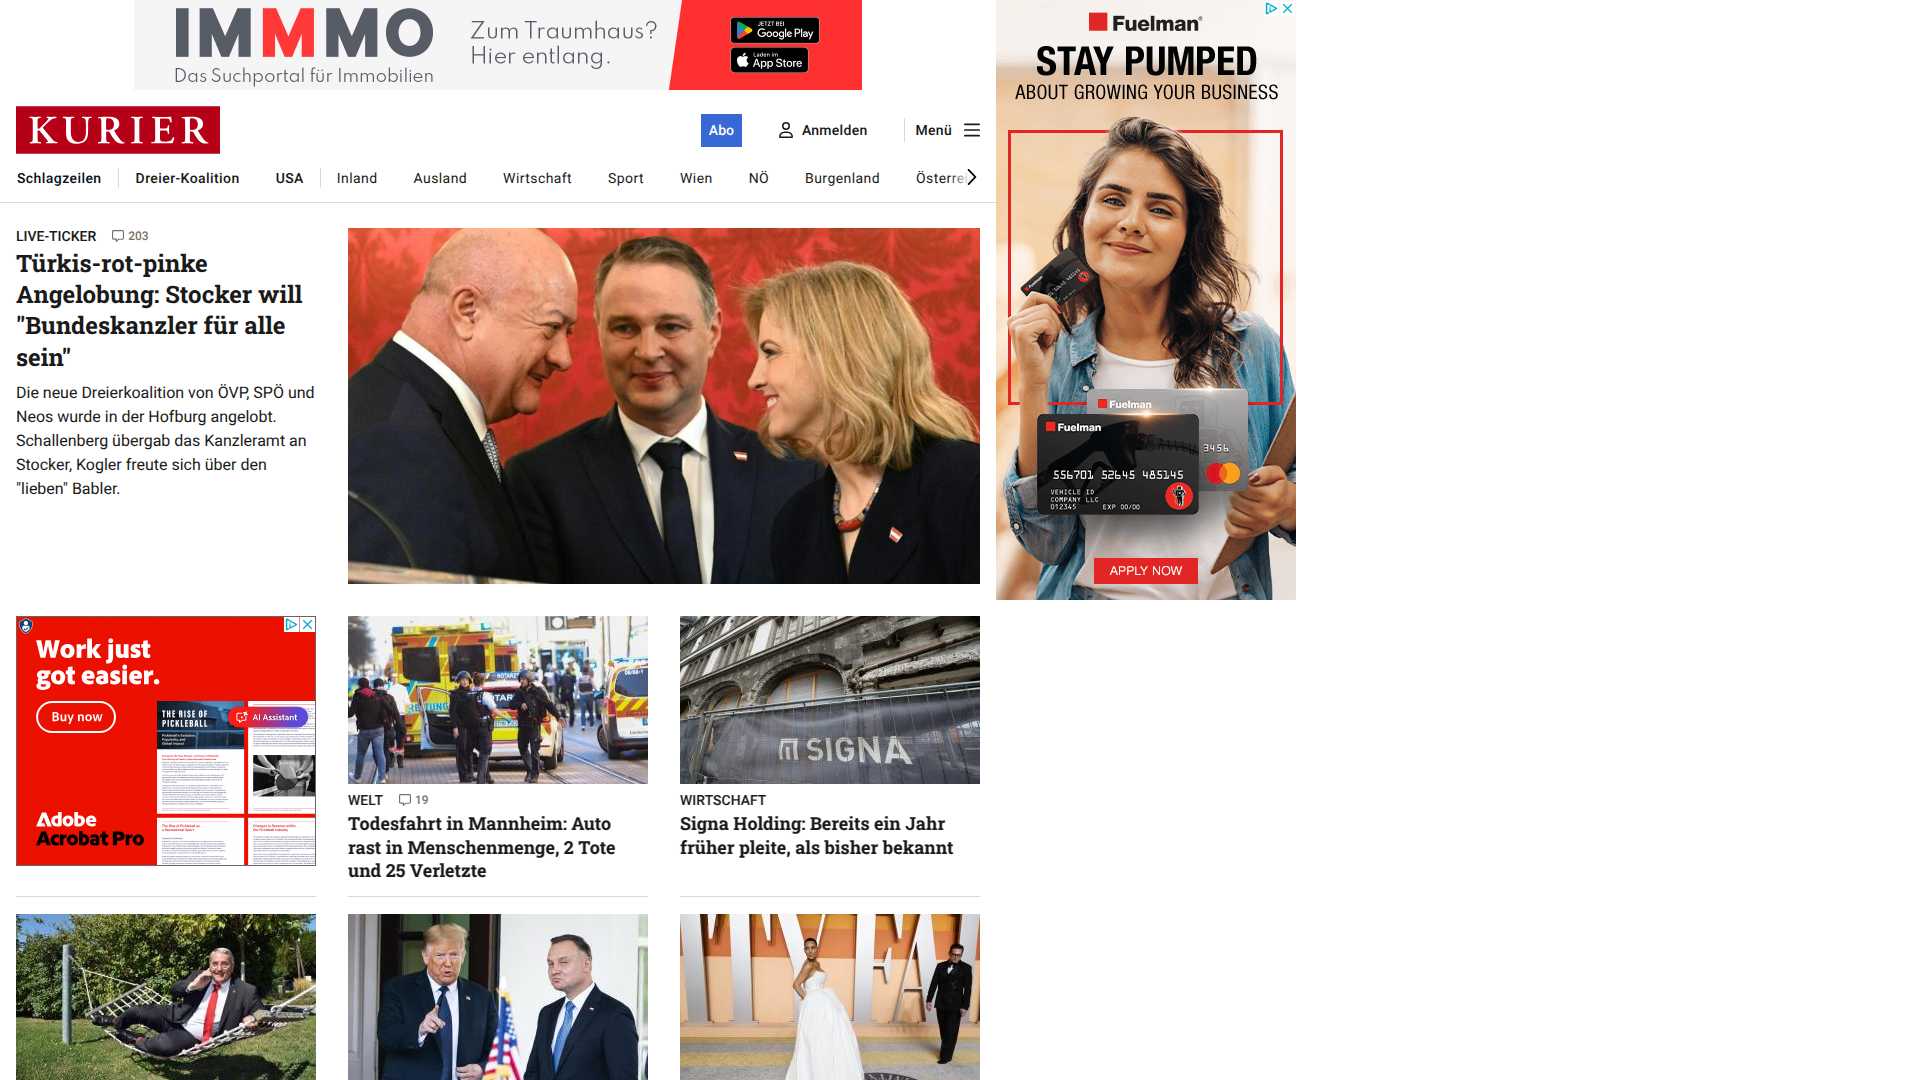 IMMMO
Das Suchportal für Immobilien
Zum Traumhaus?
Hier entlang.
JETZT BEI
Google Play
Laden im
App Store
KURIER
Abo
Anmelden
Menü
Schlagzeilen
Dreier-Koalition
USA
Inland
Ausland
Wirtschaft
Sport
Wien
NÖ
Burgenland
Österre
LIVE-TICKER 203
Türkis-rot-pinke
Angelobung: Stocker will
"Bundeskanzler für alle
sein"
Die neue Dreierkoalition von ÖVP, SPÖ und
Neos wurde in der Hofburg angelobt.
Schallenberg übergab das Kanzleramt an
Stocker, Kogler freute sich über den
"lieben" Babler.
Fuelman
STAY PUMPED
ABOUT GROWING YOUR BUSINESS
Fuelman
Fuelman
3456
556701 52645 485145
VEHICLE ID
COMPANY LLC
012345 EXP 00/00
APPLY NOW
Work just
got easier.
Buy now
THE RISE OF
PICKLEBALL
AI Assistant
Adobe
Acrobat Pro
NOTARZT
RETTUNG
NOTAR
WELT 19
Todesfahrt in Mannheim: Auto
rast in Menschenmenge, 2 Tote
und 25 Verletzte
SIGNA
WIRTSCHAFT
Signa Holding: Bereits ein Jahr
früher pleite, als bisher bekannt